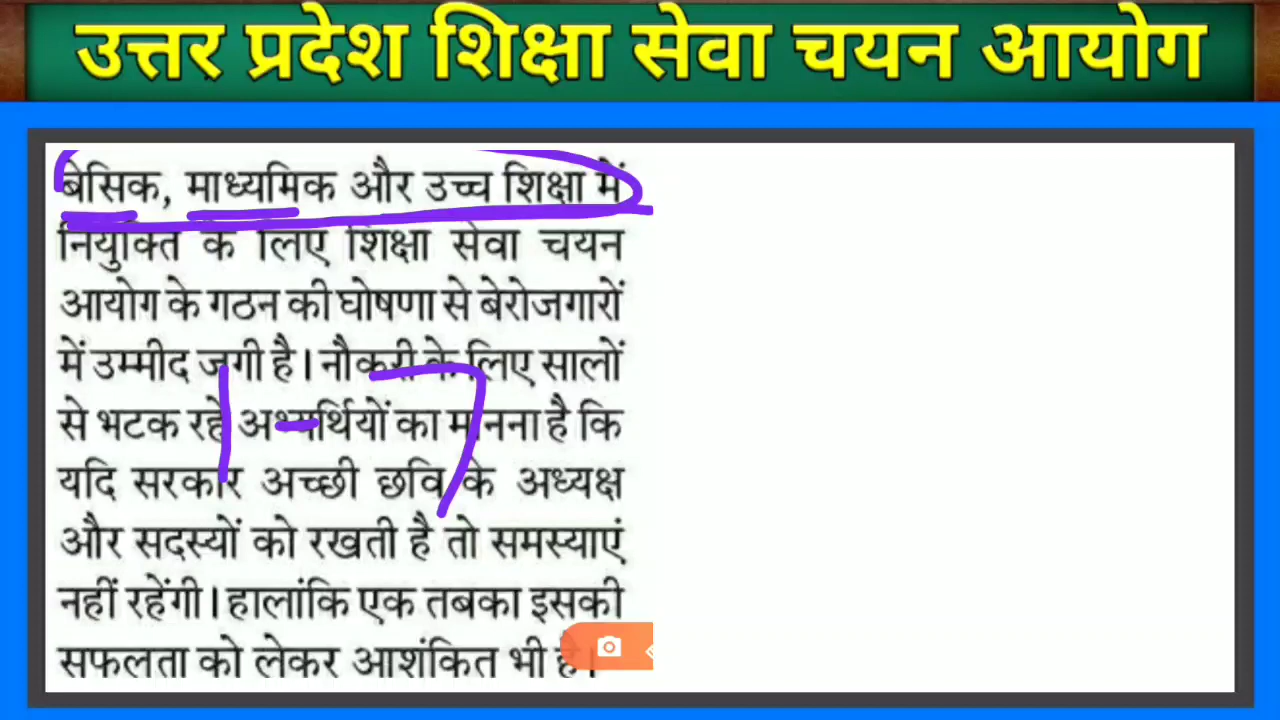 उत्तर प्रदेश शिक्षा सेवा चयन आयोग
बेसिक, माध्यमिक और उच्च शिक्षा में
नियुक्ति के लिए शिक्षा सेवा चयन
आयोग के गठन की घोषणा से बेरोजगारों
में उम्मीद जगी है। नौकरी के लिए सालों
से भटक रहे अभ्यर्थियों का मानना है कि
यदि सरकार अच्छी छवि के अध्यक्ष
और सदस्यों को रखती है तो समस्याएं
नहीं रहेंगी। हालांकि एक तबका इसकी
सफलता को लेकर आशंकित भी है।
1-7